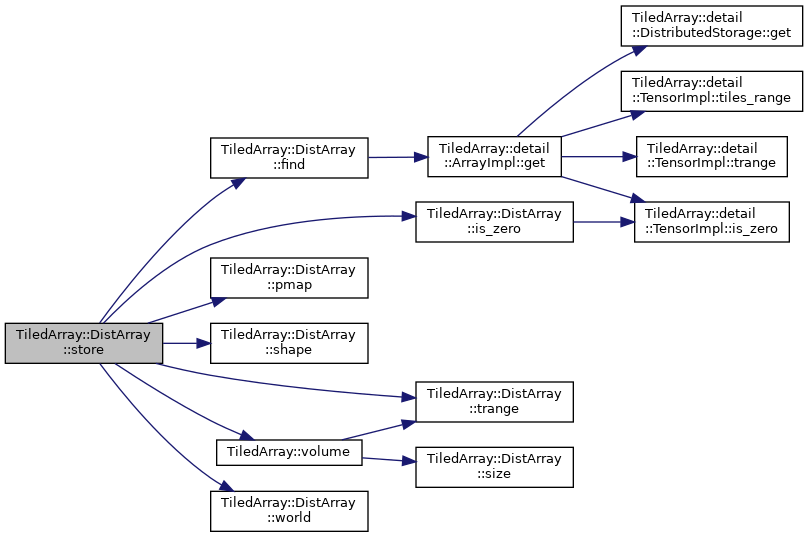 TiledArray::detail
::DistributedStorage::get
TiledArray::detail
::TensorImpl::tiles_range
TiledArray::DistArray
::find
TiledArray::detail
::ArrayImpl::get
TiledArray::detail
::TensorImpl::trange
TiledArray::DistArray
::is_zero
TiledArray::detail
::TensorImpl::is_zero
TiledArray::DistArray
::pmap
TiledArray::DistArray
::store
TiledArray::DistArray
::shape
TiledArray::DistArray
::trange
TiledArray::volume
TiledArray::DistArray
::size
TiledArray::DistArray
::world